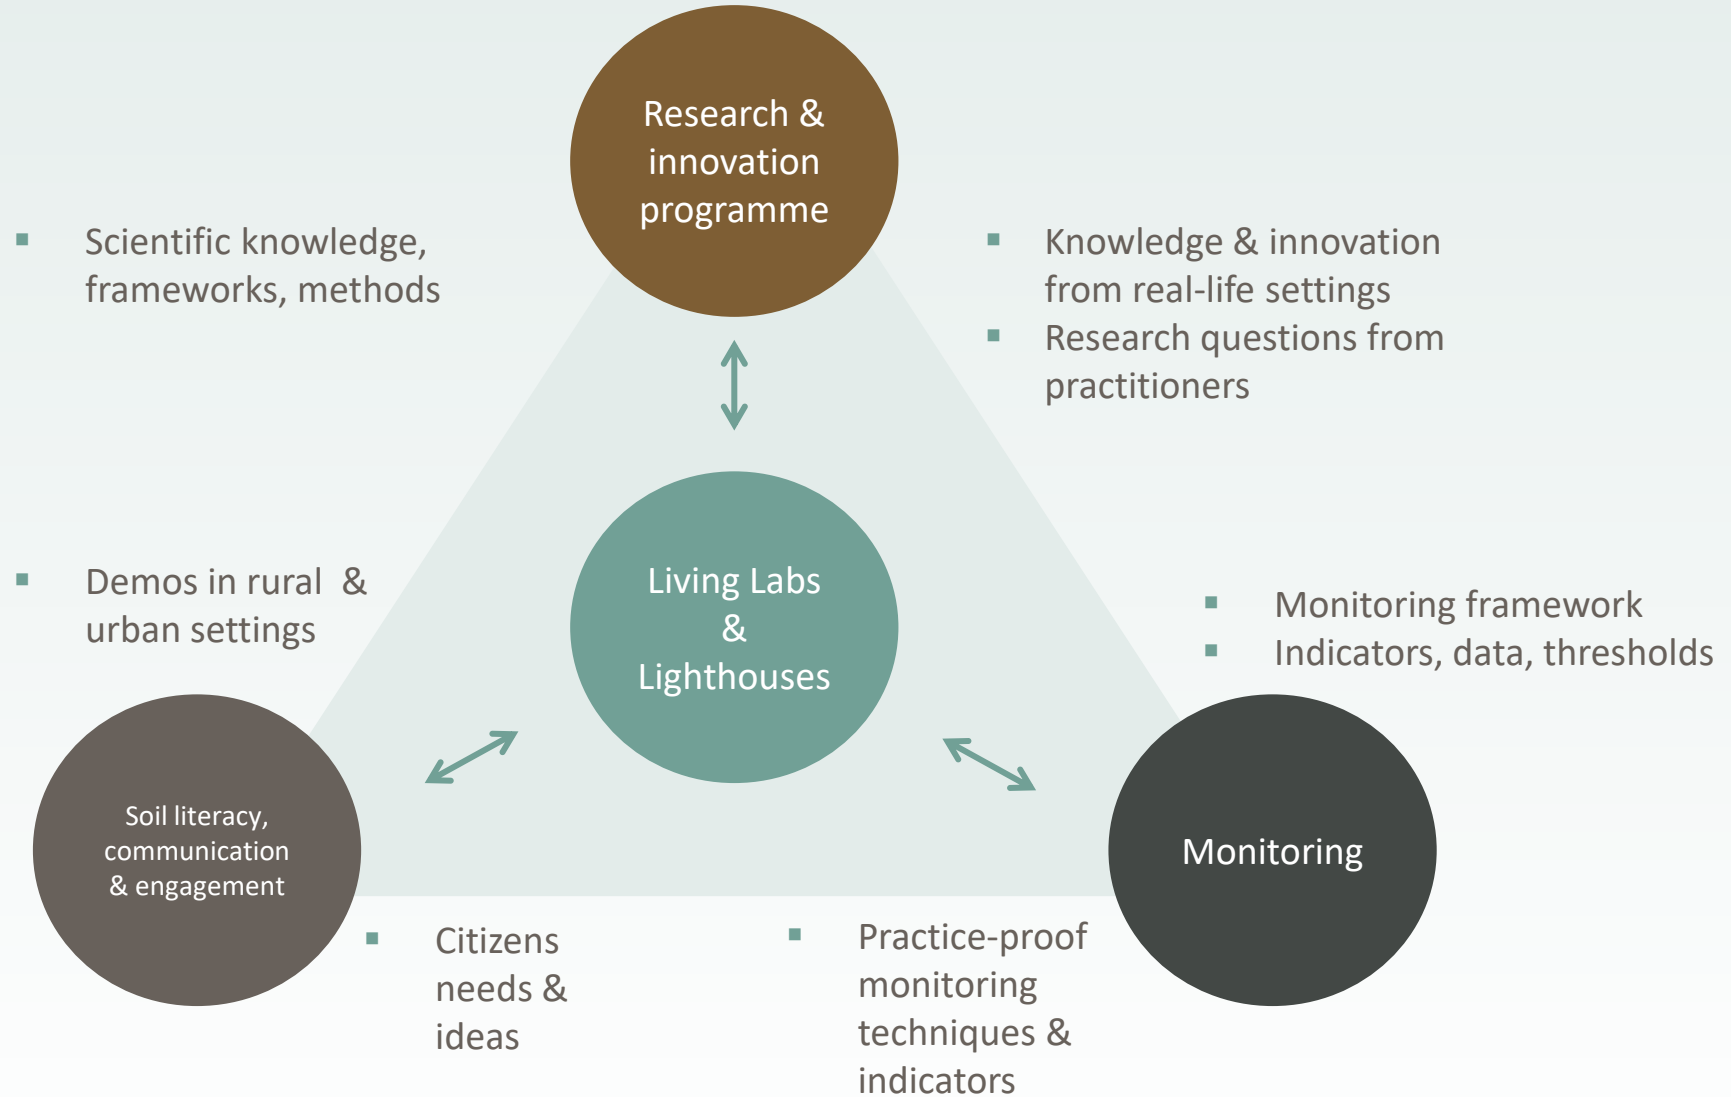 Research &
innovation
programme
▪ Scientific knowledge,
frameworks, methods
▪ Knowledge & innovation
from real-life settings
▪ Research questions from
practitioners
Living Labs
&
Lighthouses
▪ Demos in rural & 
urban settings
▪ Monitoring framework
▪ Indicators, data, thresholds
Soil literacy,
communication
& engagement
Monitoring
▪ Citizens
needs &
ideas
▪ Practice-proof
monitoring
techniques &
indicators